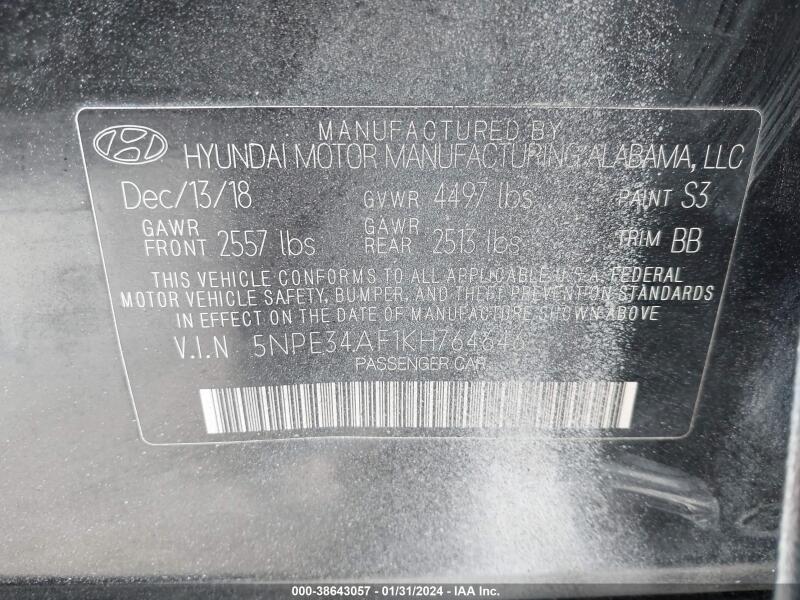 MANUFACTURED BY
HYUNDAI MOTOR MANUFACTURING ALABAMA, LLC
Dec/13/18 GVWR 4497 lbs PAINT S3
GAWR FRONT 2557 lbs GAWR REAR 2513 lbs TRIM BB
THIS VEHICLE CONFORMS TO ALL APPLICABLE U.S.A. FEDERAL
MOTOR VEHICLE SAFETY, BUMPER, AND THEFT PREVENTION STANDARDS
IN EFFECT ON THE DATE OF MANUFACTURE SHOWN ABOVE.
V.I.N 5NPE34AF1KH764646
PASSENGER CAR
000-38643057 - 01/31/2024 - IAA Inc.